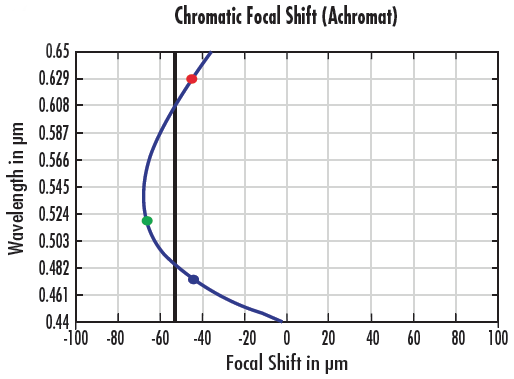 Chromatic Focal Shift (Achromat)
0.65
0.629
0.608
0.587
0.566
0.545
0.524
0.503
0.482
0.461
0.44
Wavelength in µm
-100 -80 -60 -40 -20 0 20 40 60 80 100
Focal Shift in µm